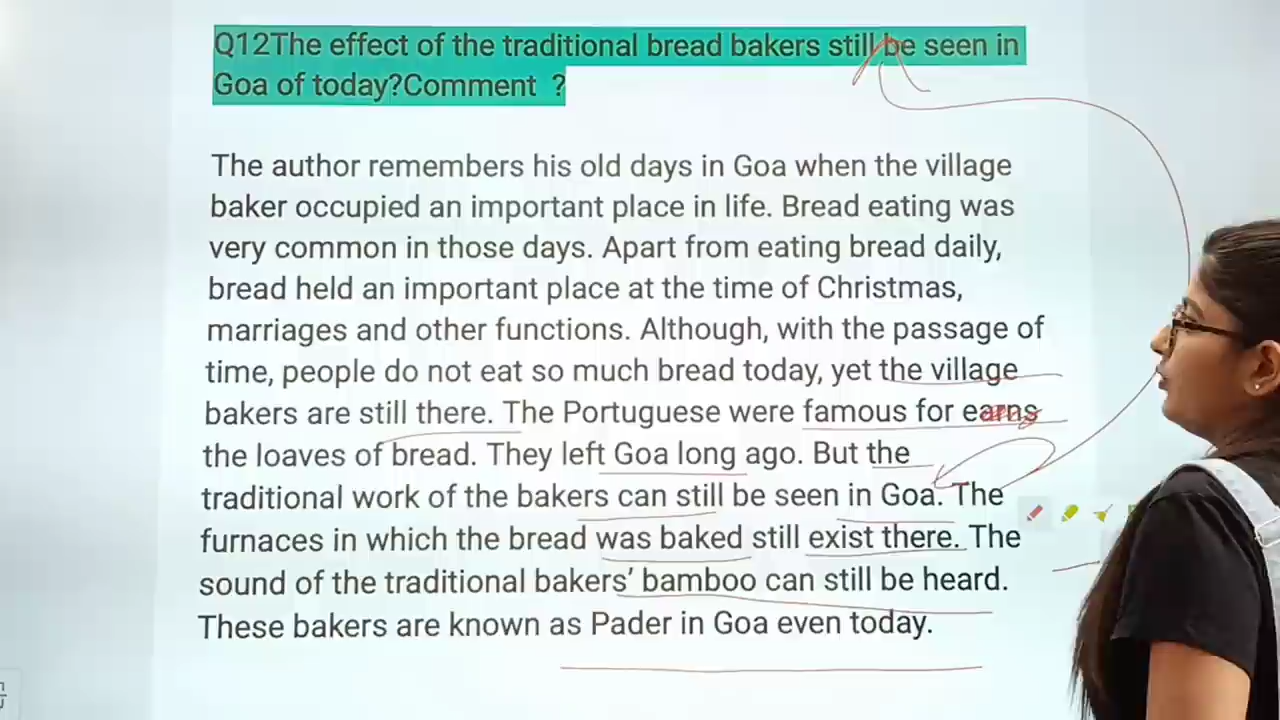 Q12The effect of the traditional bread bakers still be seen in
Goa of today?Comment ?
The author remembers his old days in Goa when the village
baker occupied an important place in life. Bread eating was
very common in those days. Apart from eating bread daily,
bread held an important place at the time of Christmas,
marriages and other functions. Although, with the passage of
time, people do not eat so much bread today, yet the village
bakers are still there. The Portuguese were famous for earns
the loaves of bread. They left Goa long ago. But the
traditional work of the bakers can still be seen in Goa. The
furnaces in which the bread was baked still exist there. The
sound of the traditional bakers’ bamboo can still be heard.
These bakers are known as Pader in Goa even today.